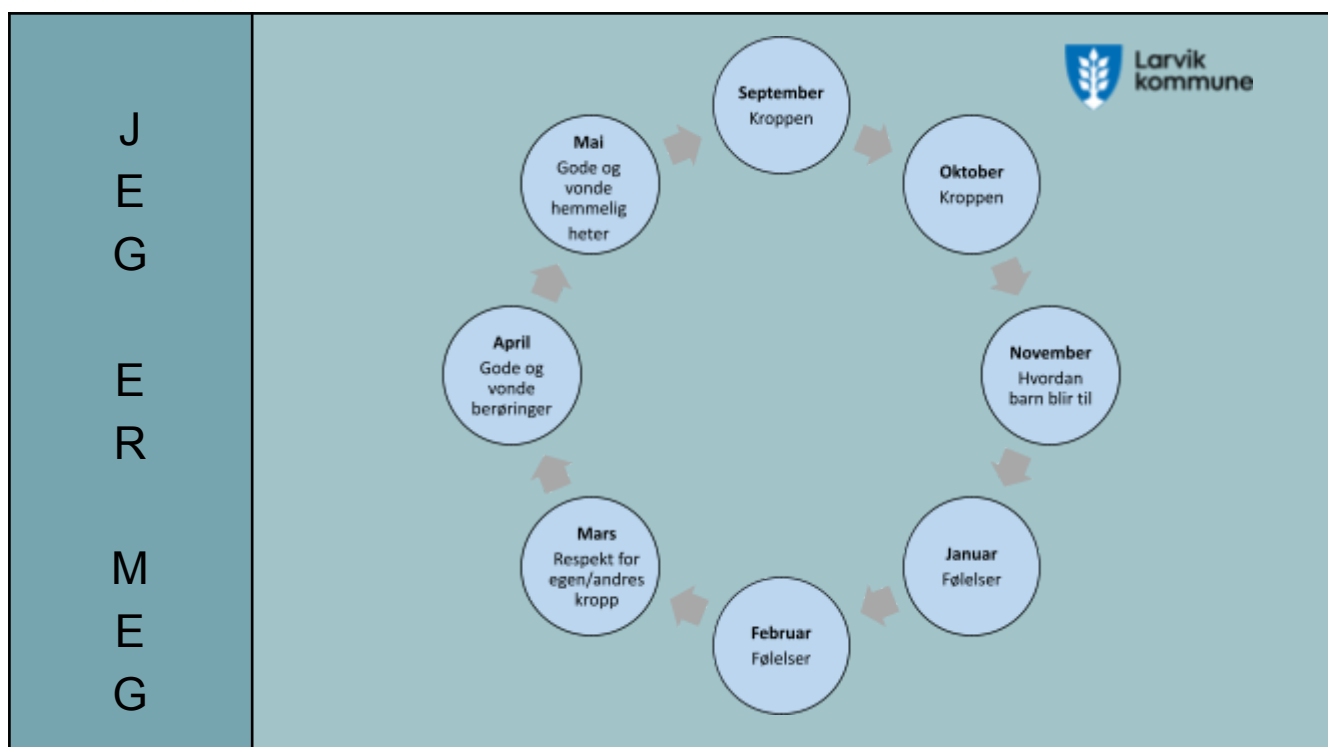 J
E
G
E
R
M
E
G
Larvik
kommune
September
Kroppen
Oktober
Kroppen
November
Hvordan
barn blir til
Januar
Følelser
Februar
Følelser
Mars
Respekt for
egen/andres
kropp
April
Gode og
vonde
berøringer
Mai
Gode og
vonde
hemmelig
heter